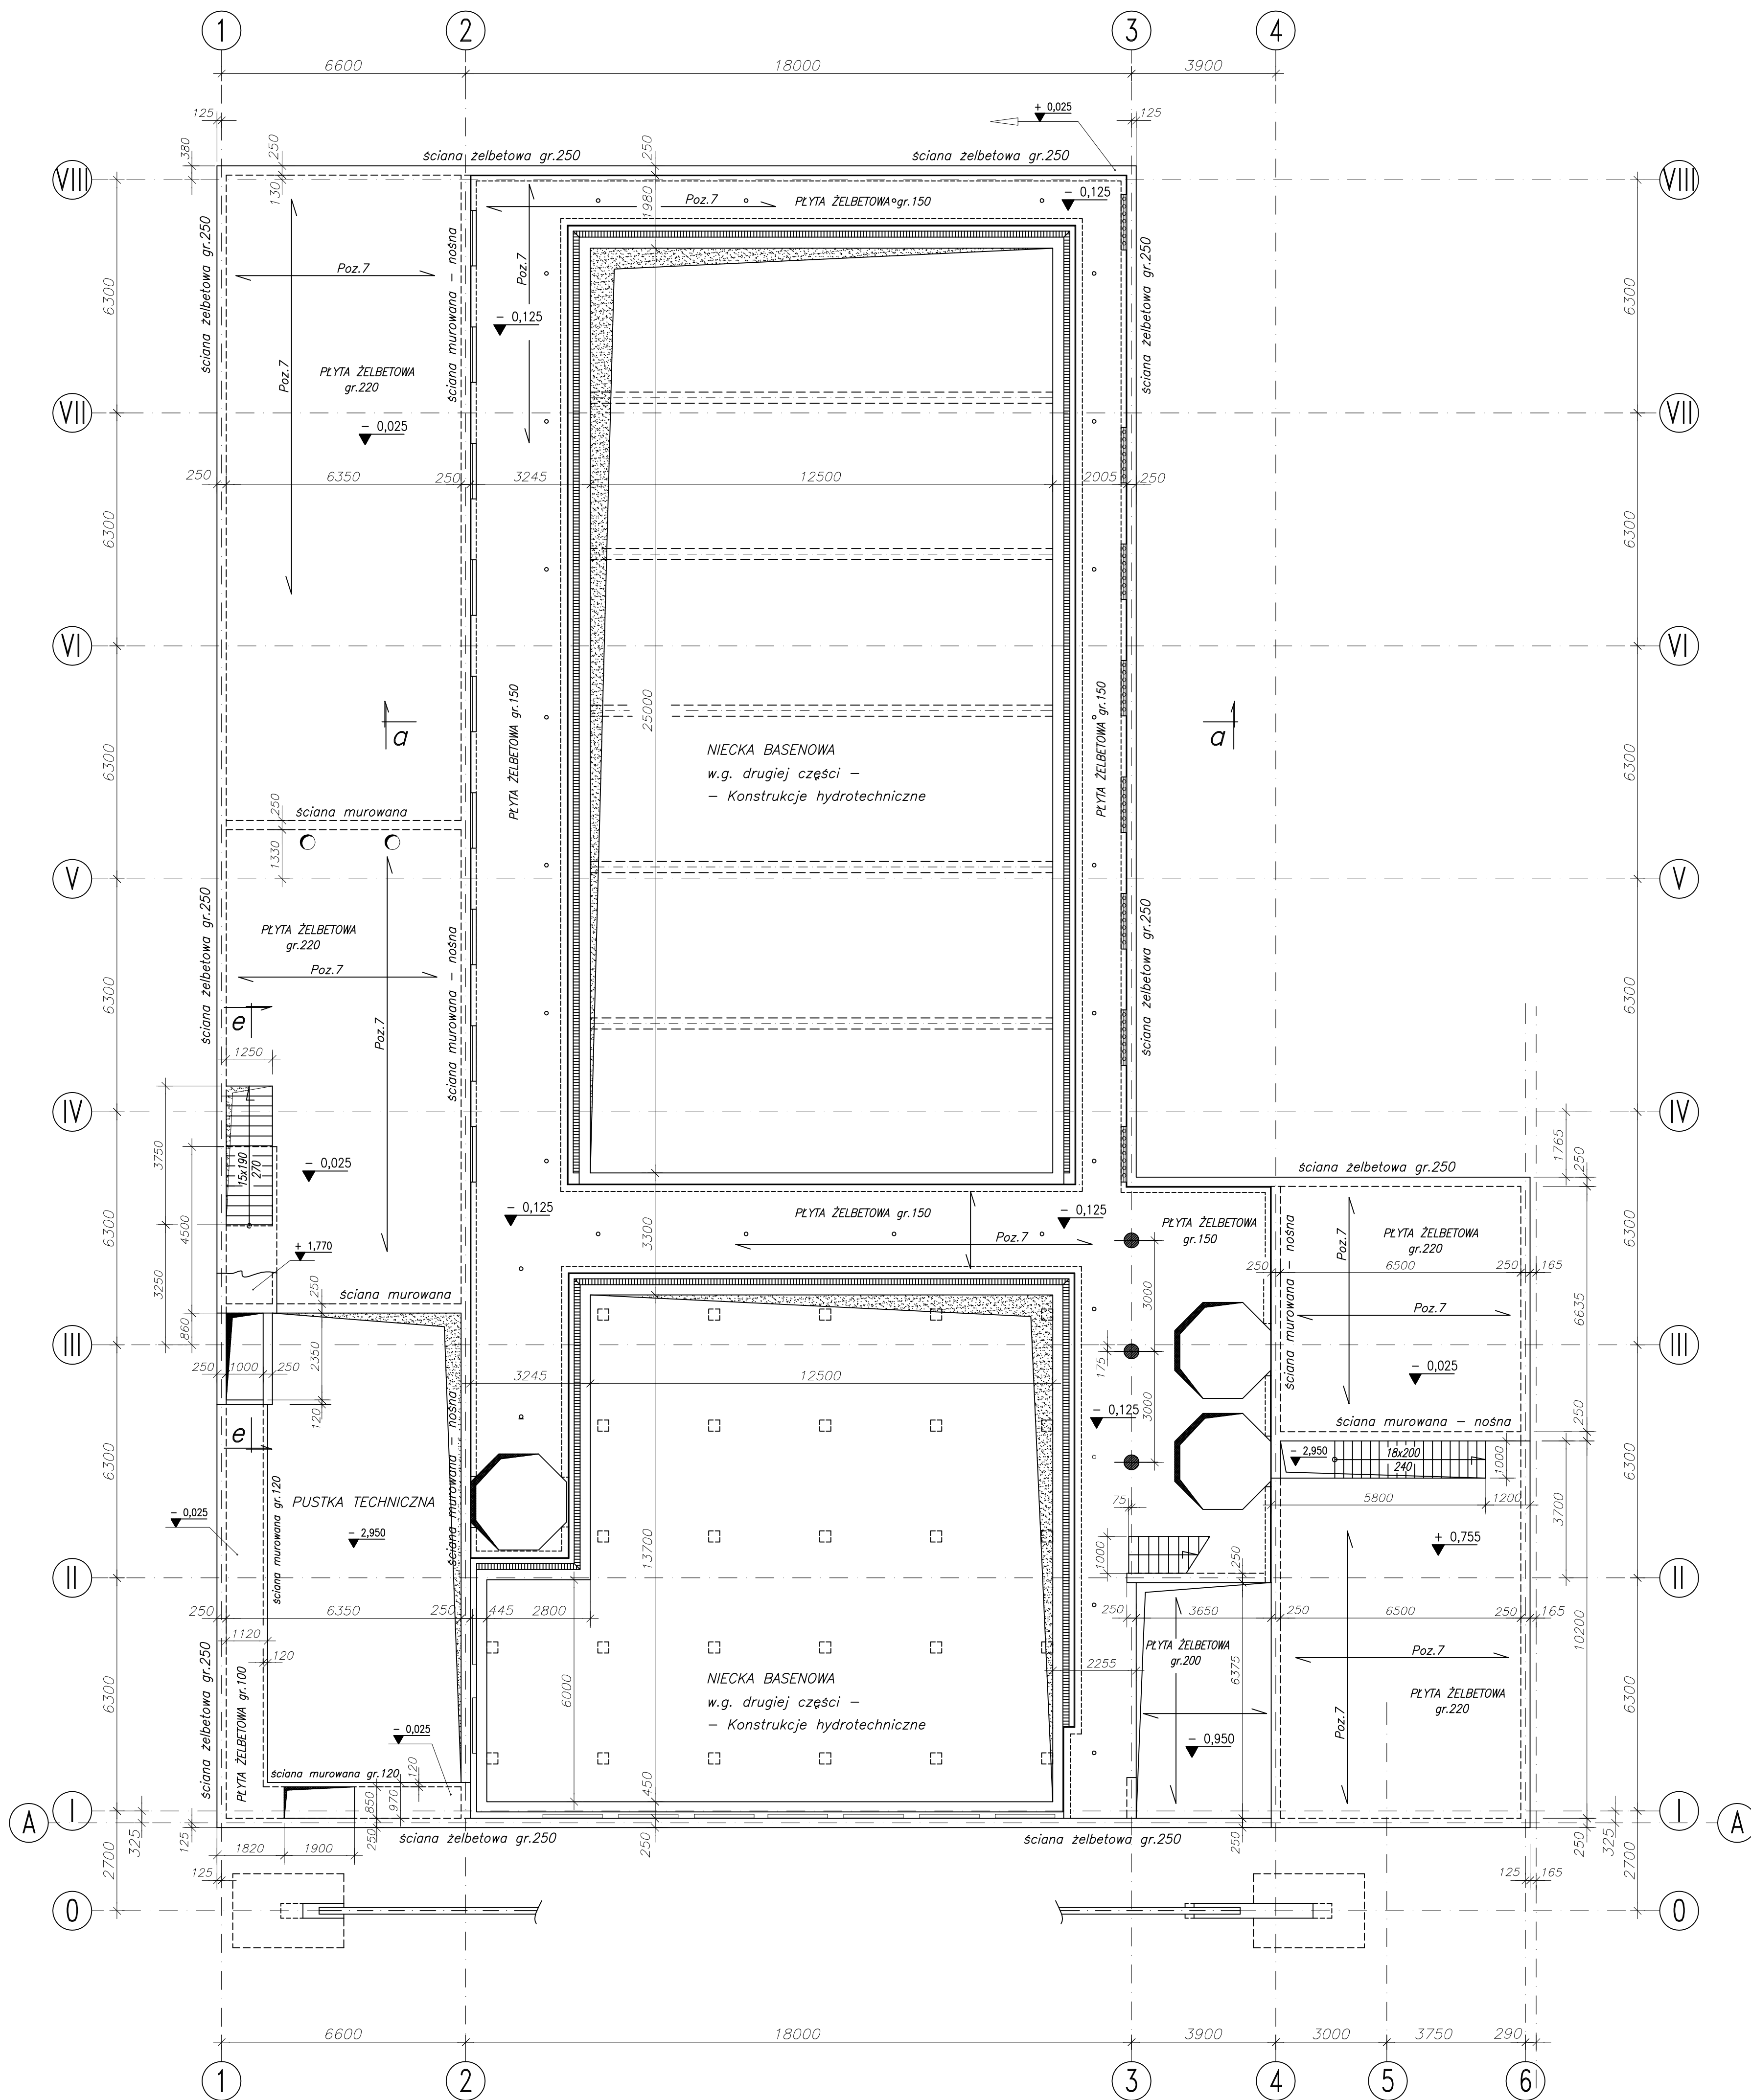 1
2
3
4
6600
18000
3900
125
+ 0,025
125
380
250
ściana żelbetowa gr.250
250
ściana żelbetowa gr.250
VIII
VIII
130
1980
Poz.7
PŁYTA ŻELBETOWA gr.150
- 0,125
ściana żelbetowa gr.250
ściana murowana – nośna
Poz.7
ściana żelbetowa gr.250
Poz.7
6300
6300
- 0,125
Poz.7
PŁYTA ŻELBETOWA
gr.220
- 0,025
VII
VII
250
6350
250
3245
12500
2005
250
6300
6300
VI
VI
PŁYTA ŻELBETOWA gr.150
25000
PŁYTA ŻELBETOWA gr.150
a
a
6300
6300
NIECKA BASENOWA
w.g. drugiej części –
– Konstrukcje hydrotechniczne
250
ściana murowana
1330
V
V
ściana żelbetowa gr.250
PŁYTA ŻELBETOWA
gr.220
ściana murowana – nośna
ściana żelbetowa gr.250
Poz.7
6300
6300
e
Poz.7
1250
IV
IV
3750
15x190
270
- 0,025
1765
250
ściana żelbetowa gr.250
4500
- 0,125
PŁYTA ŻELBETOWA gr.150
- 0,125
PŁYTA ŻELBETOWA
gr.150
ściana murowana – nośna
Poz.7
PŁYTA ŻELBETOWA
gr.220
6300
6300
+ 1,770
3300
Poz.7
250
6500
250
165
3250
250
ściana murowana
3000
Poz.7
6635
860
III
III
250
1000
250
2350
175
- 0,025
3245
12500
120
3000
- 0,125
250
ściana murowana – nośna
ściana murowana – nośna
e
- 2,950
18x200
240
1000
6300
6300
PUSTKA TECHNICZNA
ściana murowana gr.120
75
5800
1200
3700
- 0,025
- 2,950
13700
1000
+ 0,755
250
II
II
250
6350
250
445
2800
250
3650
250
6500
250
165
10200
1120
120
PŁYTA ŻELBETOWA
gr.200
Poz.7
2255
6375
ściana żelbetowa gr.250
PŁYTA ŻELBETOWA gr.100
6000
6300
6300
NIECKA BASENOWA
w.g. drugiej części –
– Konstrukcje hydrotechniczne
PŁYTA ŻELBETOWA
gr.220
Poz.7
- 0,025
- 0,950
ściana murowana gr.120
120
450
850
970
I
I
A
A
325
125
250
ściana żelbetowa gr.250
250
ściana żelbetowa gr.250
250
250
325
1820
1900
2700
2700
125
125
165
0
0
6600
18000
3900
3000
3750
290
1
2
3
4
5
6